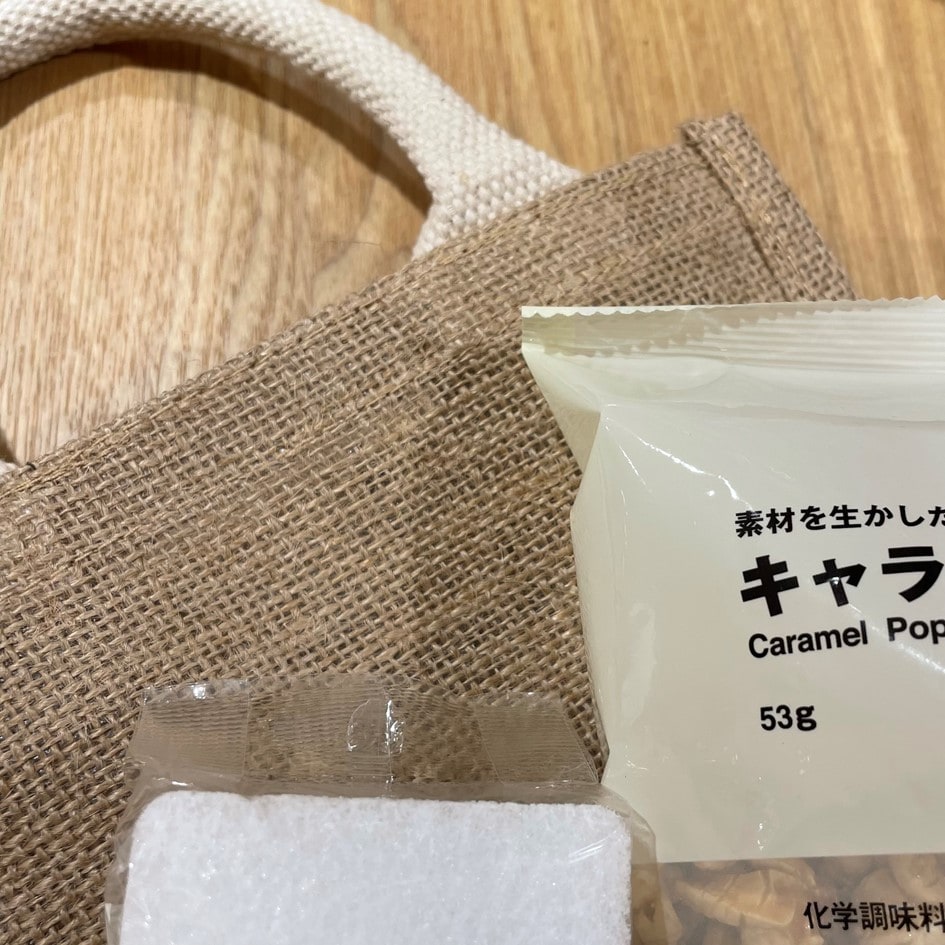 素材を生かした
キャラ
Caramel Pop
53g
化学調味料